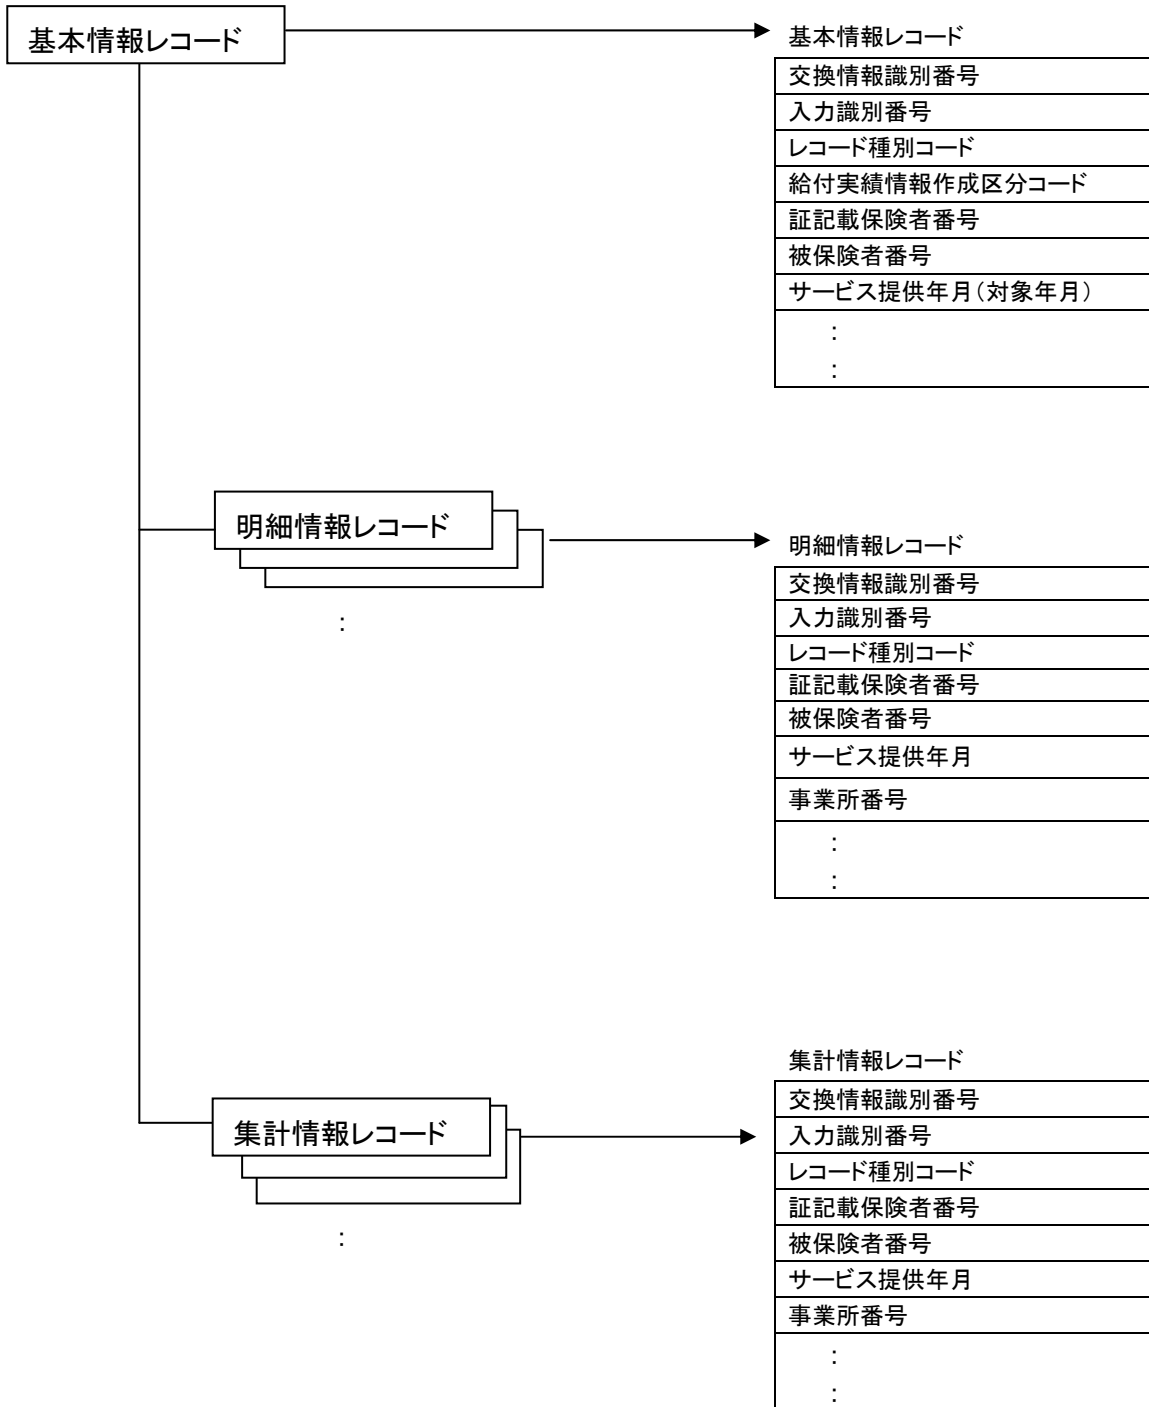 基本情報レコード
基本情報レコード
交換情報識別番号
入力識別番号
レコード種別コード
給付実績情報作成区分コード
証記載保険者番号
被保険者番号
サービス提供年月（対象年月）
：
：
明細情報レコード
：
明細情報レコード
交換情報識別番号
入力識別番号
レコード種別コード
証記載保険者番号
被保険者番号
サービス提供年月
事業所番号
：
：
集計情報レコード
：
集計情報レコード
交換情報識別番号
入力識別番号
レコード種別コード
証記載保険者番号
被保険者番号
サービス提供年月
事業所番号
：
：